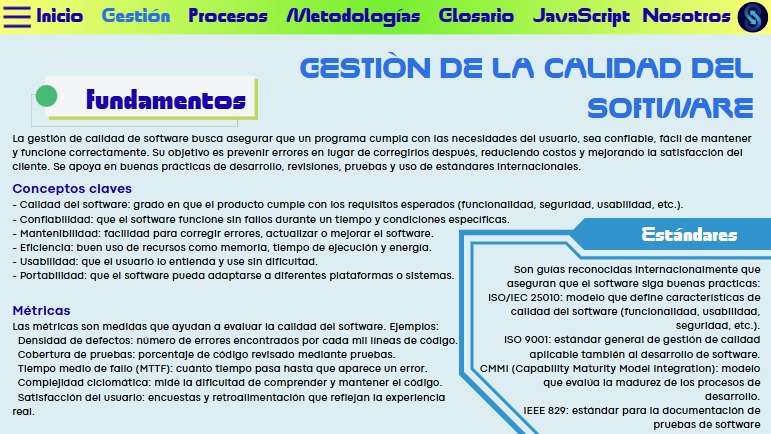 Inicio Gestión Procesos Metodologías Glosario JavaScript Nosotros
GESTIÒN DE LA CALIDAD DEL
SOFTWARE
Fundamentos
La gestión de calidad de software busca asegurar que un programa cumpla con las necesidades del usuario, sea confiable, fácil de mantener
y funcione correctamente. Su objetivo es prevenir errores en lugar de corregirlos después, reduciendo costos y mejorando la satisfacción del
cliente. Se apoya en buenas prácticas de desarrollo, revisiones, pruebas y uso de estándares internacionales.
Conceptos claves
- Calidad del software: grado en que el producto cumple con los requisitos esperados (funcionalidad, seguridad, usabilidad, etc.).
- Confiabilidad: que el software funcione sin fallos durante un tiempo y condiciones específicas.
- Mantenibilidad: facilidad para corregir errores, actualizar o mejorar el software.
- Eficiencia: buen uso de recursos como memoria, tiempo de ejecución y energía.
- Usabilidad: que el usuario lo entienda y use sin dificultad.
- Portabilidad: que el software pueda adaptarse a diferentes plataformas o sistemas.
Métricas
Las métricas son medidas que ayudan a evaluar la calidad del software. Ejemplos:
Densidad de defectos: número de errores encontrados por cada mil líneas de código.
Cobertura de pruebas: porcentaje de código revisado mediante pruebas.
Tiempo medio de fallo (MTTF): cuánto tiempo pasa hasta que aparece un error.
Complejidad ciclomática: mide la dificultad de comprender y mantener el código.
Satisfacción del usuario: encuestas y retroalimentación que reflejan la experiencia
real.
Estándares
Son guías reconocidas internacionalmente que
aseguran que el software siga buenas prácticas:
ISO/IEC 25010: modelo que define características de
calidad del software (funcionalidad, usabilidad,
seguridad, etc.).
ISO 9001: estándar general de gestión de calidad
aplicable también al desarrollo de software.
CMMI (Capability Maturity Model Integration): modelo
que evalúa la madurez de los procesos de
desarrollo.
IEEE 829: estándar para la documentación de
pruebas de software